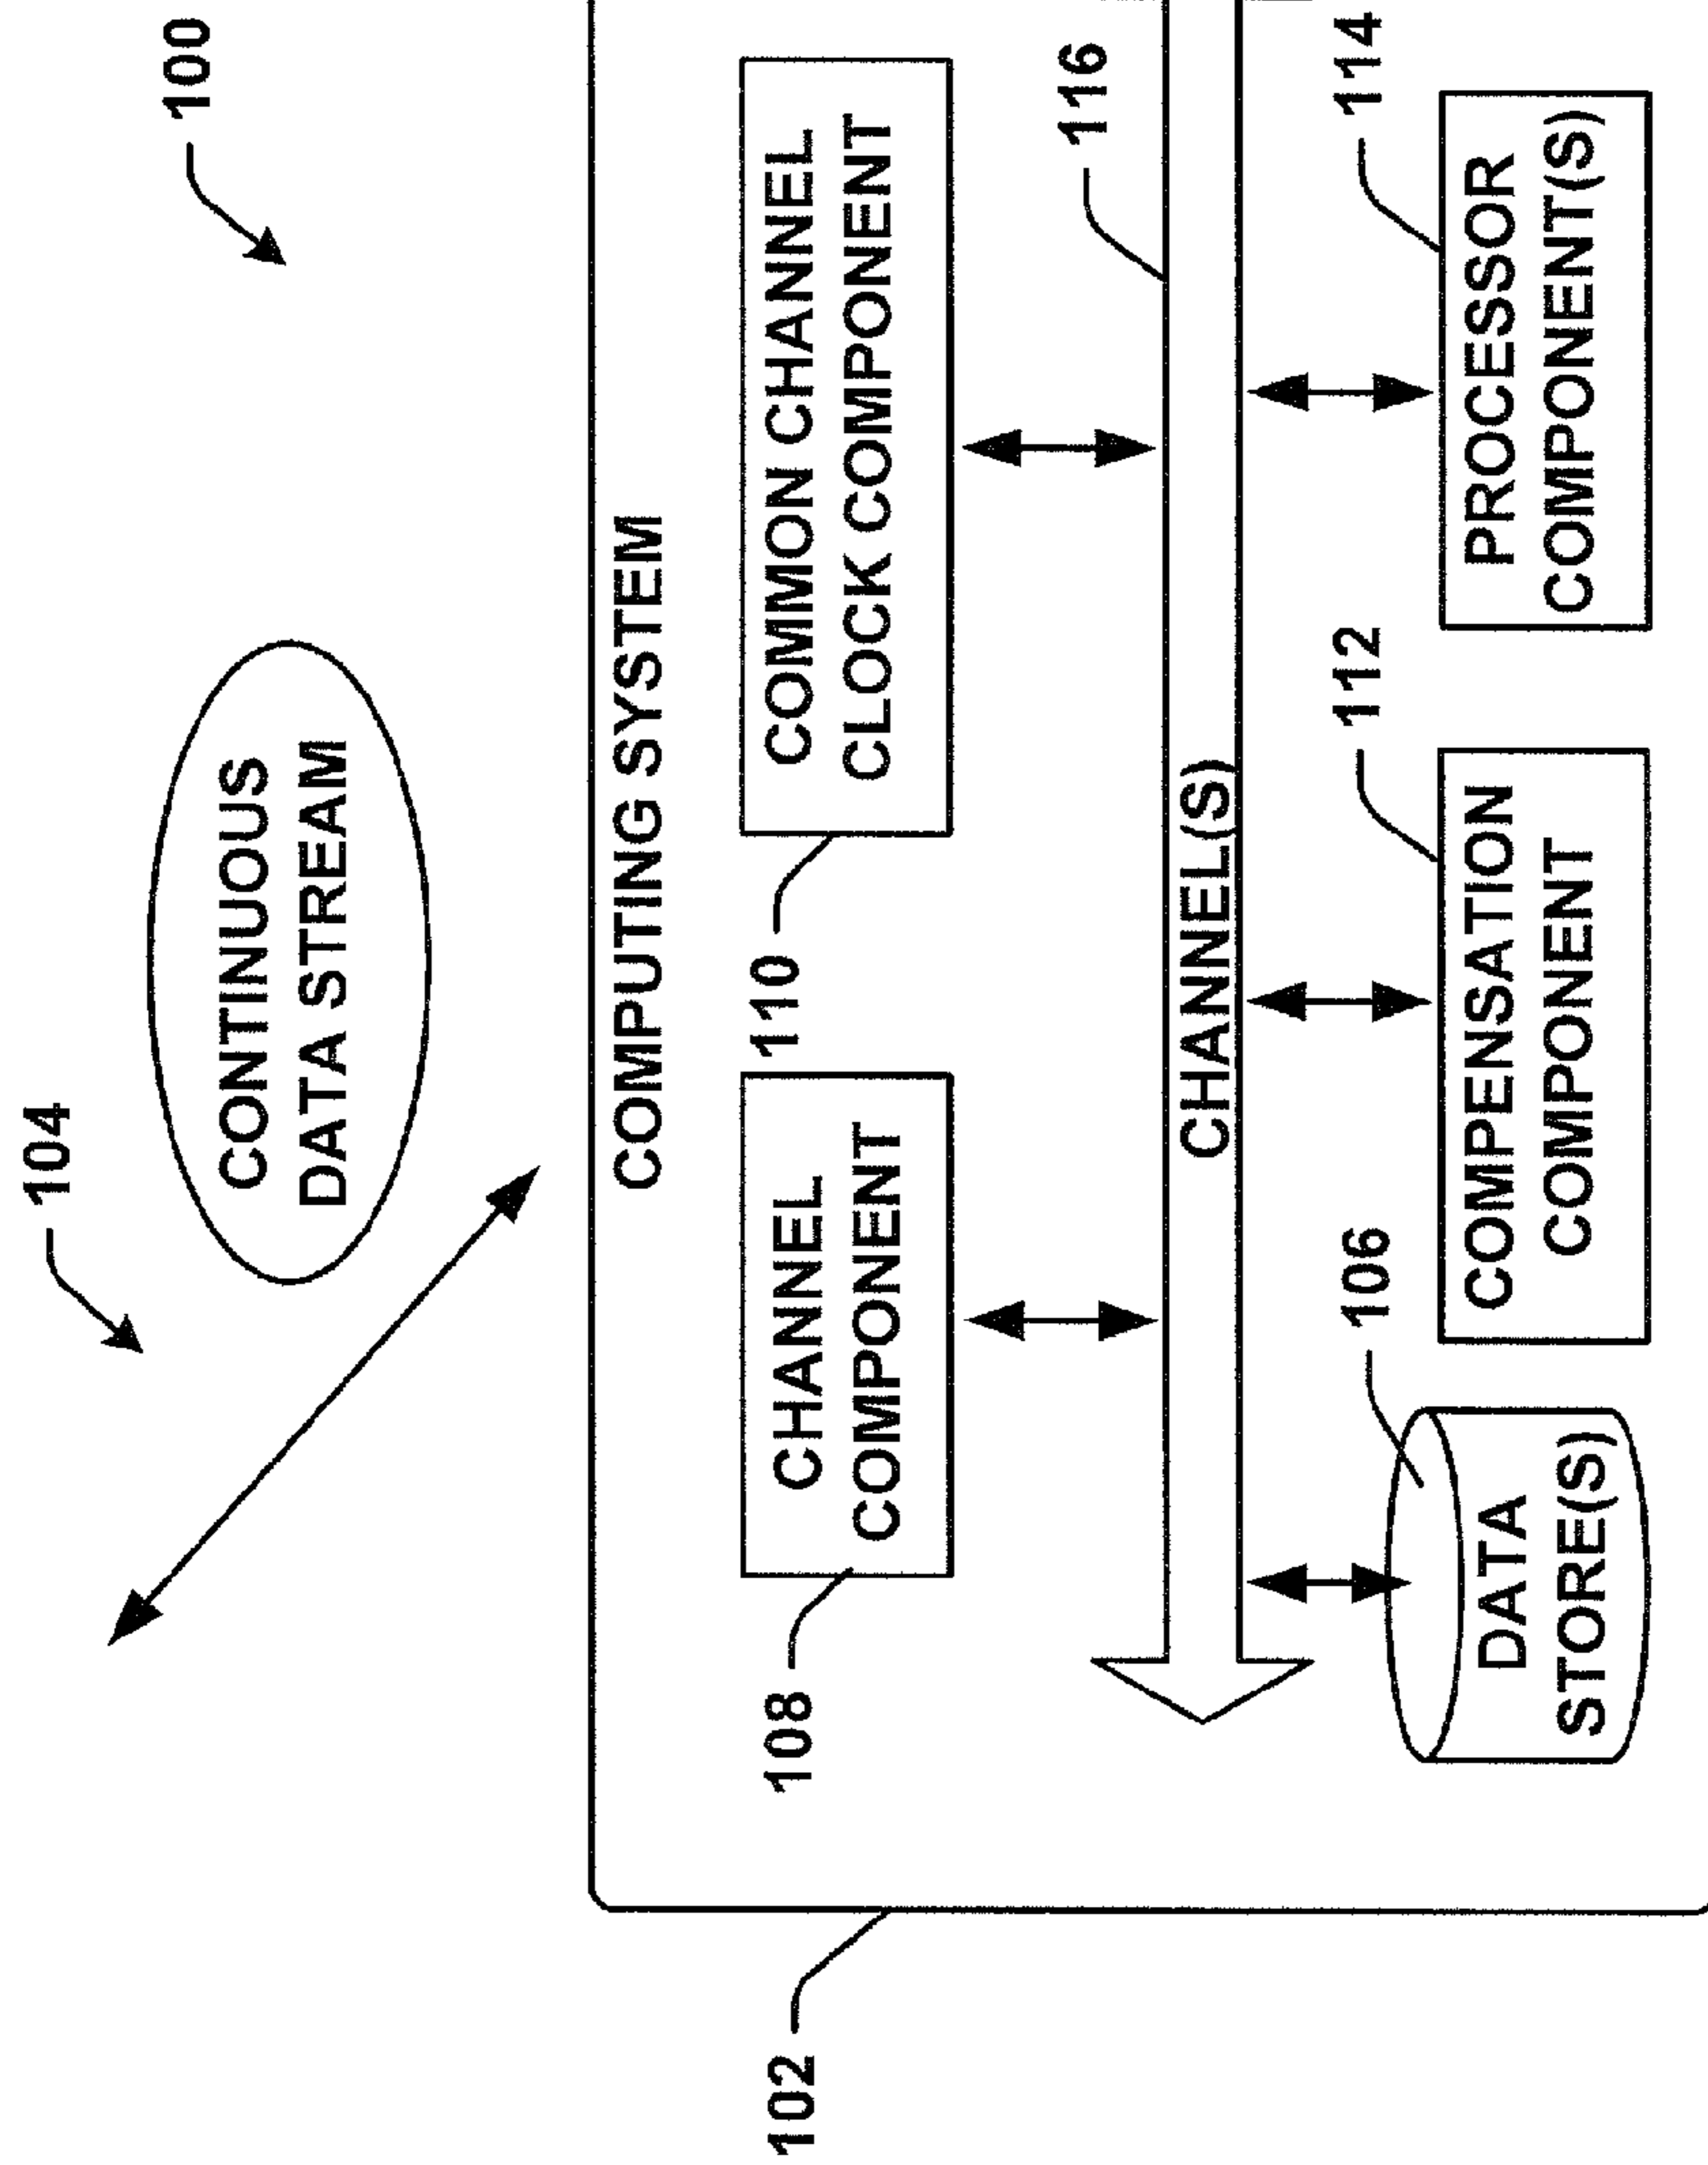 100
104
CONTINUOUS
DATA STREAM
COMPUTING SYSTEM
102
108
CHANNEL
COMPONENT
110
COMMON CHANNEL
CLOCK COMPONENT
116
CHANNEL(S)
106
DATA
STORE(S)
112
COMPENSATION
COMPONENT
114
PROCESSOR
COMPONENT(S)